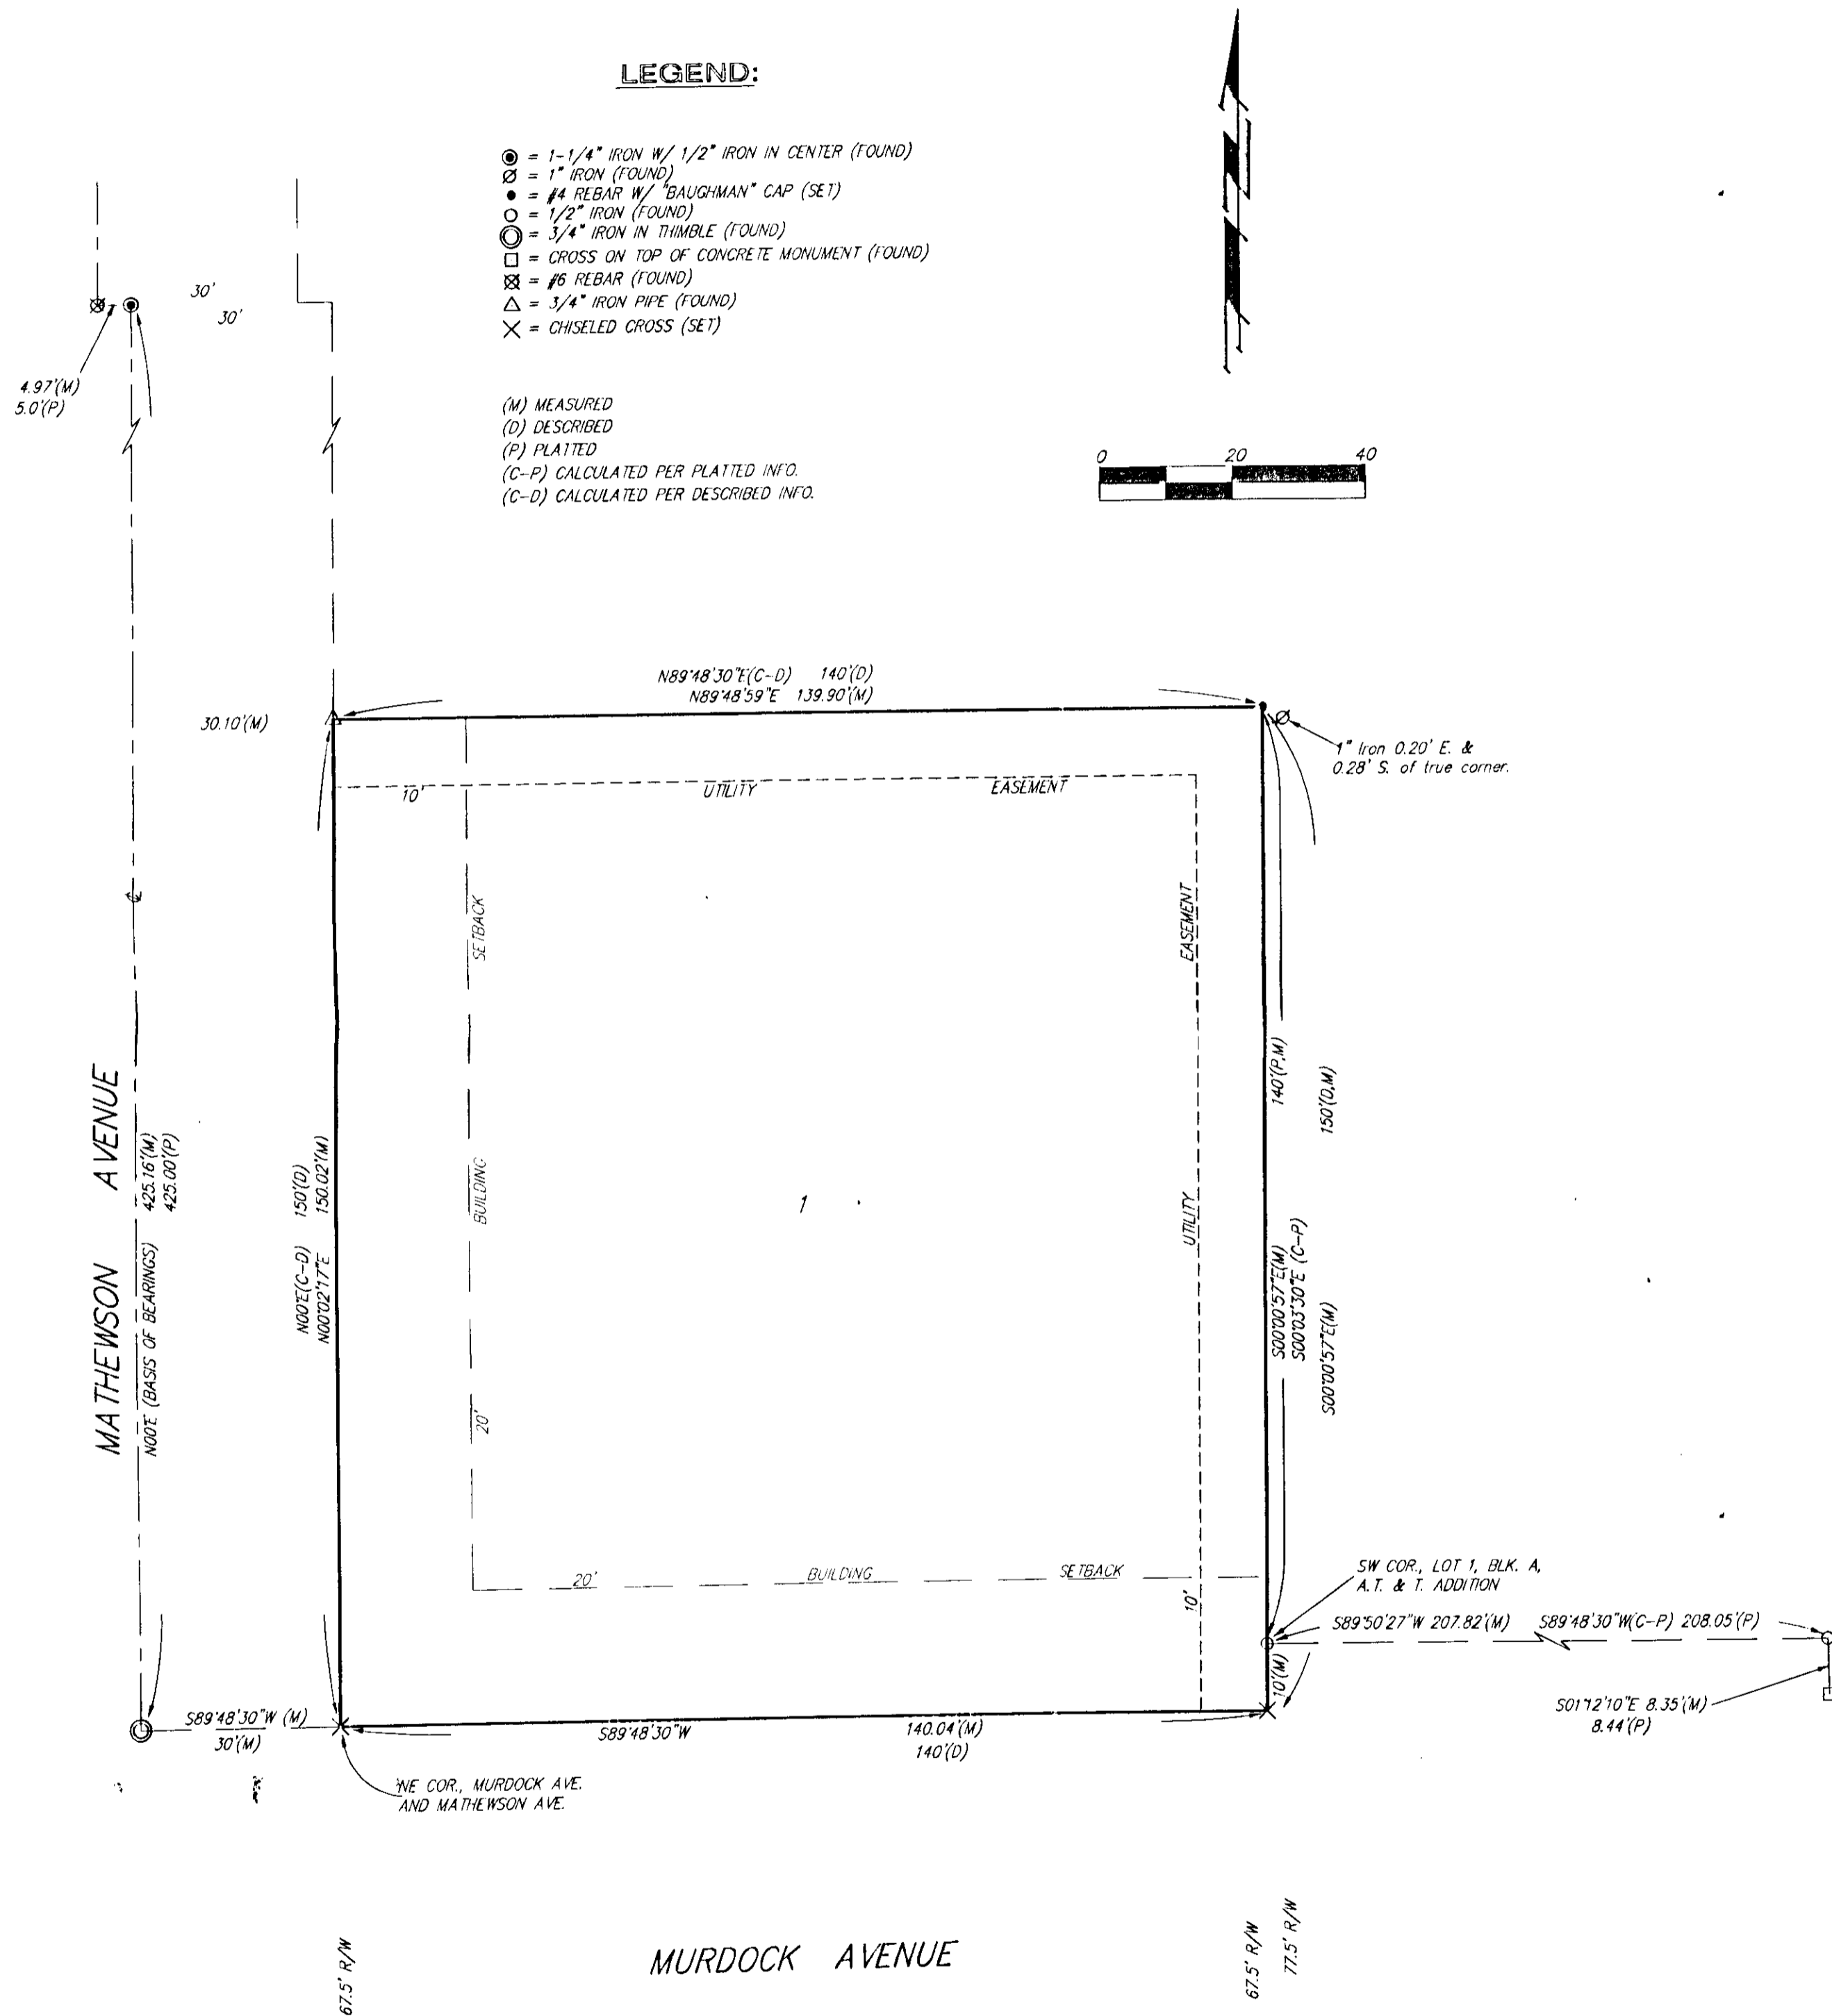 LEGEND:
= 1-1/4" IRON W/ 1/2" IRON IN CENTER (FOUND)
= 1" IRON (FOUND)
= #4 REBAR W/ "BAUGHMAN" CAP (SET)
= 1/2" IRON (FOUND)
= 3/4" IRON IN THIMBLE (FOUND)
= CROSS ON TOP OF CONCRETE MONUMENT (FOUND)
= #6 REBAR (FOUND)
= 3/4" IRON PIPE (FOUND)
= CHISELED CROSS (SET)
30'
30'
4.97'(M)
5.0'(P)
(M) MEASURED
(D) DESCRIBED
(P) PLATTED
(C-P) CALCULATED PER PLATTED INFO.
(C-D) CALCULATED PER DESCRIBED INFO.
0 20 40
N89°48'30"E(C-D) 140'(D)
N89°48'59"E 139.90'(M)
30.10'(M)
1" Iron 0.20' E. &
0.28' S. of true corner.
10' UTILITY EASEMENT
SETBACK
BUILDING
20'
EASEMENT
UTILITY
10'
MATHEWSON AVENUE
N00°E (BASIS OF BEARINGS) 425.16'(M)
425.00'(P)
N00°E(C-D) 150'(D)
N00°02'17"E 150.02'(M)
1
140'(P,M)
150'(D,M)
S00°00'57"E(M)
S00°03'30"E (C-P)
S00°00'57"E(M)
20' BUILDING SETBACK
SW COR., LOT 1, BLK. A,
A.T. & T. ADDITION
S89°50'27"W 207.82'(M) S89°48'30"W(C-P) 208.05'(P)
10'(M)
S01°12'10"E 8.35'(M)
8.44'(P)
S89°48'30"W (M)
30'(M)
S89°48'30"W 140.04'(M)
140'(D)
NE COR., MURDOCK AVE.
AND MATHEWSON AVE.
67.5' R/W
MURDOCK AVENUE
67.5' R/W
77.5' R/W